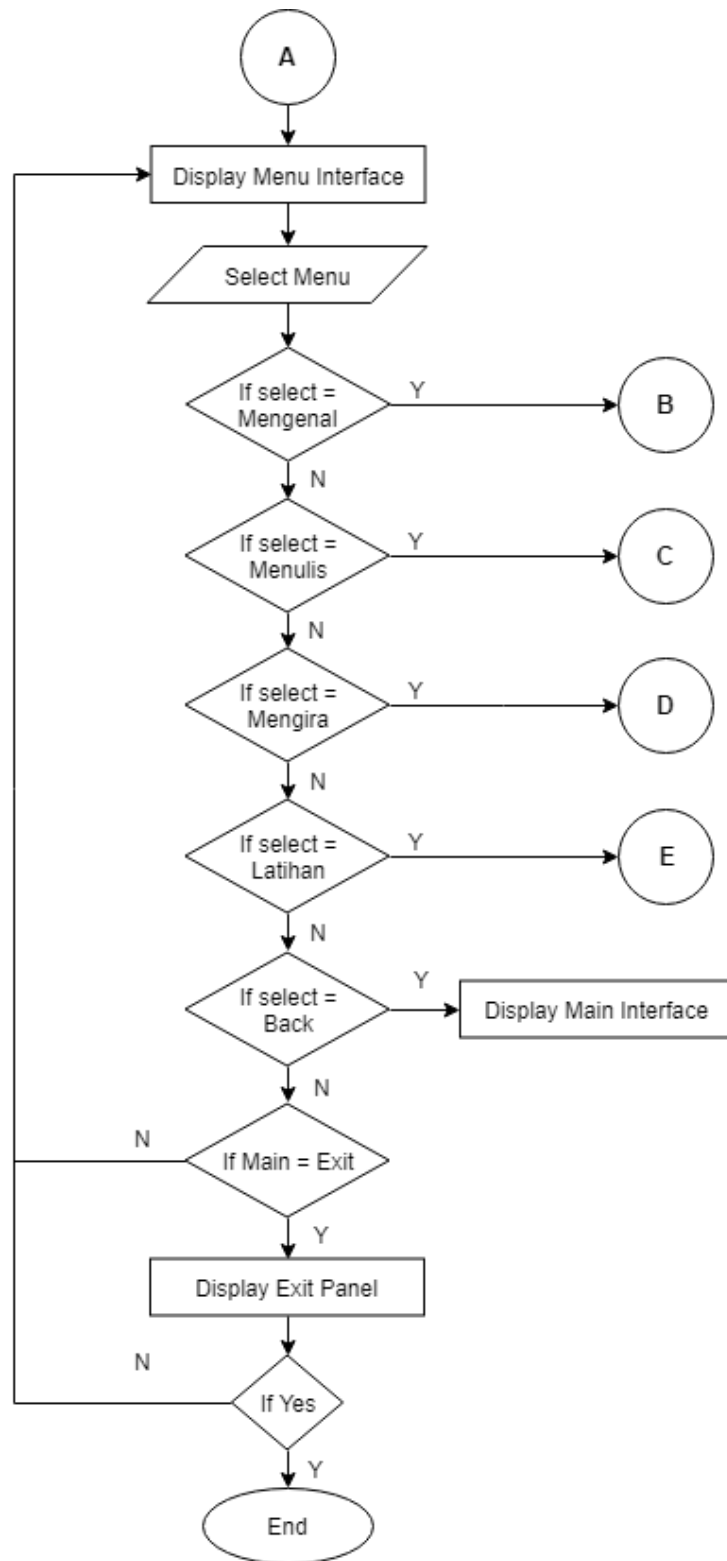 A
Display Menu Interface
Select Menu
If select =
Mengenal
Y
B
N
If select =
Menulis
Y
C
N
If select =
Mengira
Y
D
N
If select =
Latihan
Y
E
N
If select =
Back
Y
Display Main Interface
N
If Main = Exit
N
Y
Display Exit Panel
If Yes
N
Y
End